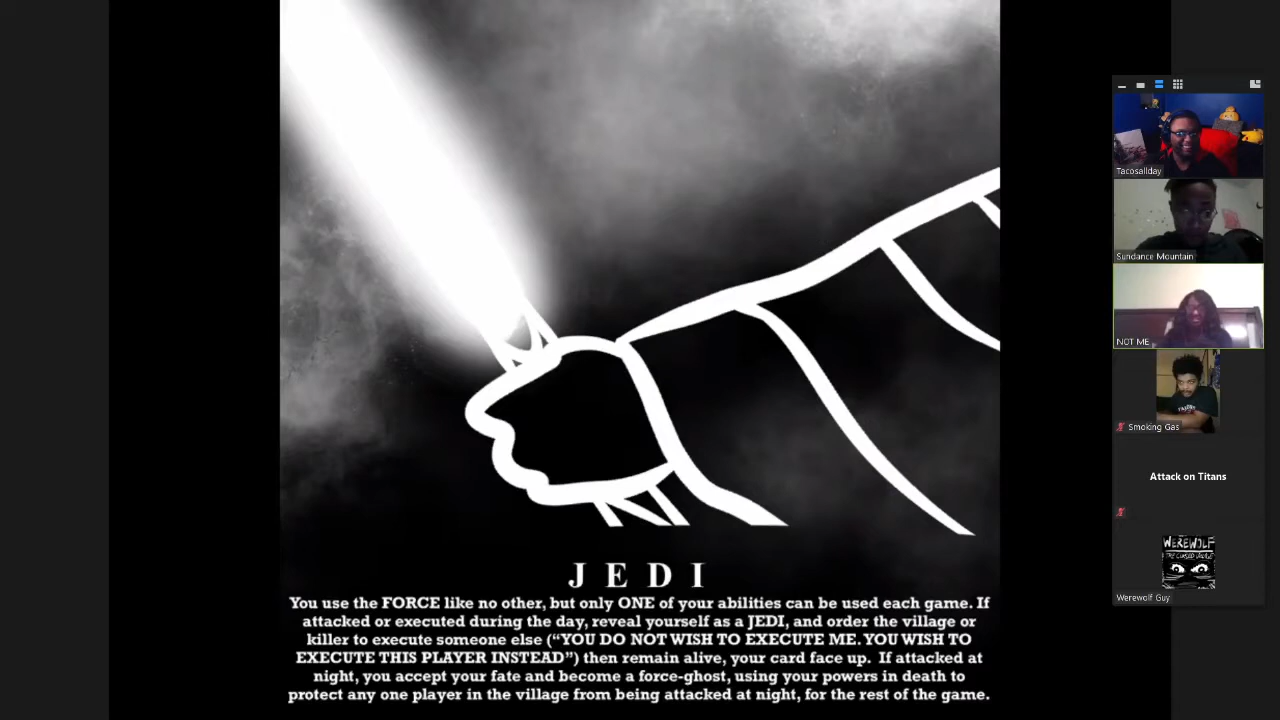 JEDI
You use the FORCE like no other, but only ONE of your abilities can be used each game. If
attacked or executed during the day, reveal yourself as a JEDI, and order the village or
killer to execute someone else (“YOU DO NOT WISH TO EXECUTE ME. YOU WISH TO
EXECUTE THIS PLAYER INSTEAD”) then remain alive, your card face up. If attacked at
night, you accept your fate and become a force-ghost, using your powers in death to
protect any one player in the village from being attacked at night, for the rest of the game.
Tacosallday
Sundance Mountain
NOT ME
Smoking Gas
Attack on Titans
WEREWOLF
Werewolf Guy